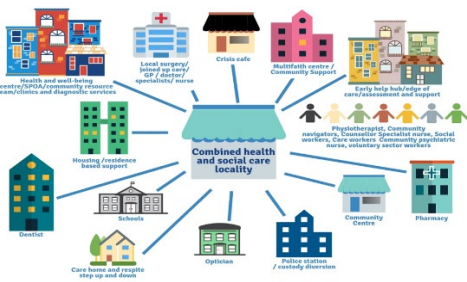 Health and well-being
centre/SPOA/community resource
team/clinics and diagnostic services
Local surgery/
joined up care/
GP / doctor/
specialists/ nurse
Crisis cafe
Multifaith centre /
Community Support
Early help hub/edge of
care/assessment and support
Physiotherapist, Community
navigators, Counsellor Specialist nurse, Social
workers, Care workers Community psychiatric
nurse, voluntary sector workers
Housing /residence
based support
Combined health
and social care
locality
Dentist
Schools
Care home and respite
step up and down
Optician
Police station
/ custody diversion
Community
Centre
Pharmacy